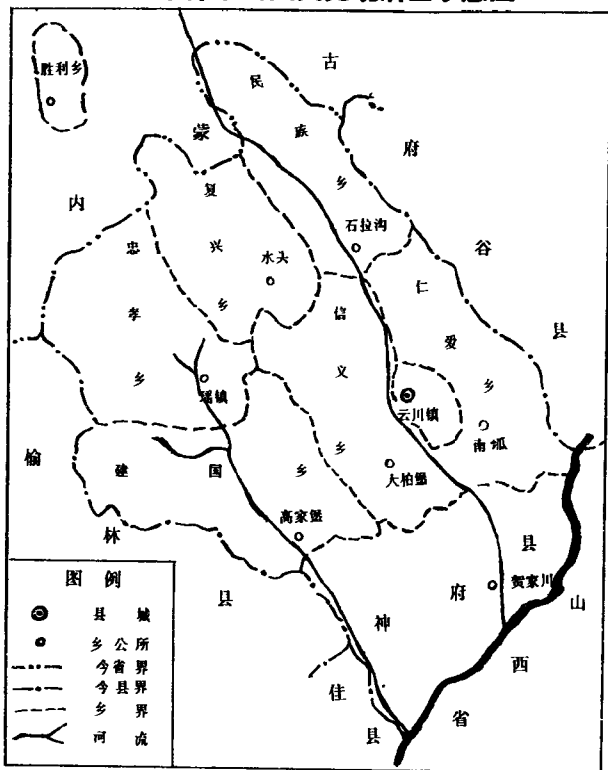 胜利乡
内蒙古
府谷县
民族乡
石拉沟
复兴乡
水头
忠孝乡
瑶镇
信义乡
仁爱乡
云川镇
大柏堡
建国乡
高家堡
神府县
贺家川
榆林县
佳县
山西省
图例
县城
乡公所
今省界
今县界
乡界
河流